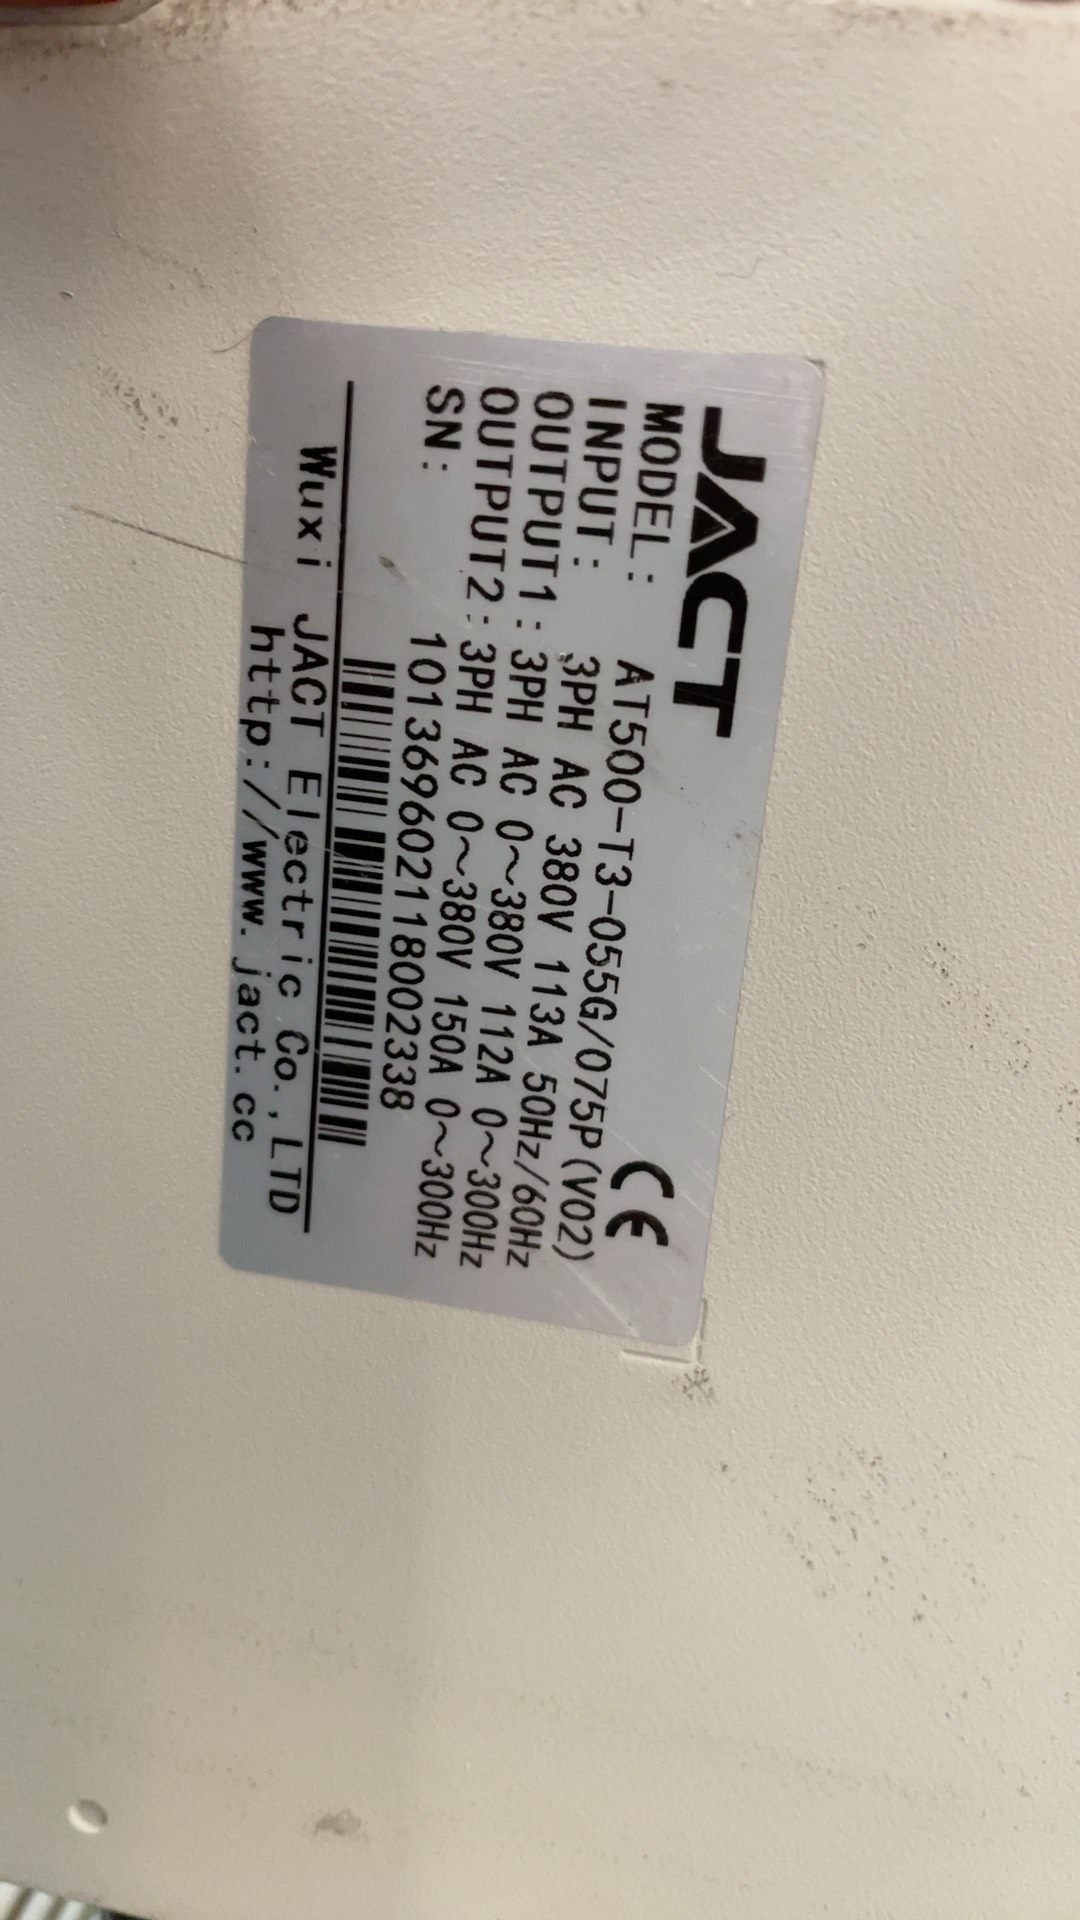 JACT
CE
MODEL: AT500-T3-055G/075P(V02)
INPUT: 3PH AC 380V 113A 50Hz/60Hz
OUTPUT1: 3PH AC 0~380V 112A 0~300Hz
OUTPUT2: 3PH AC 0~380V 150A 0~300Hz
SN: 101369602118002338
Wuxi JACT Electric Co.,LTD
http://www.jact.cc